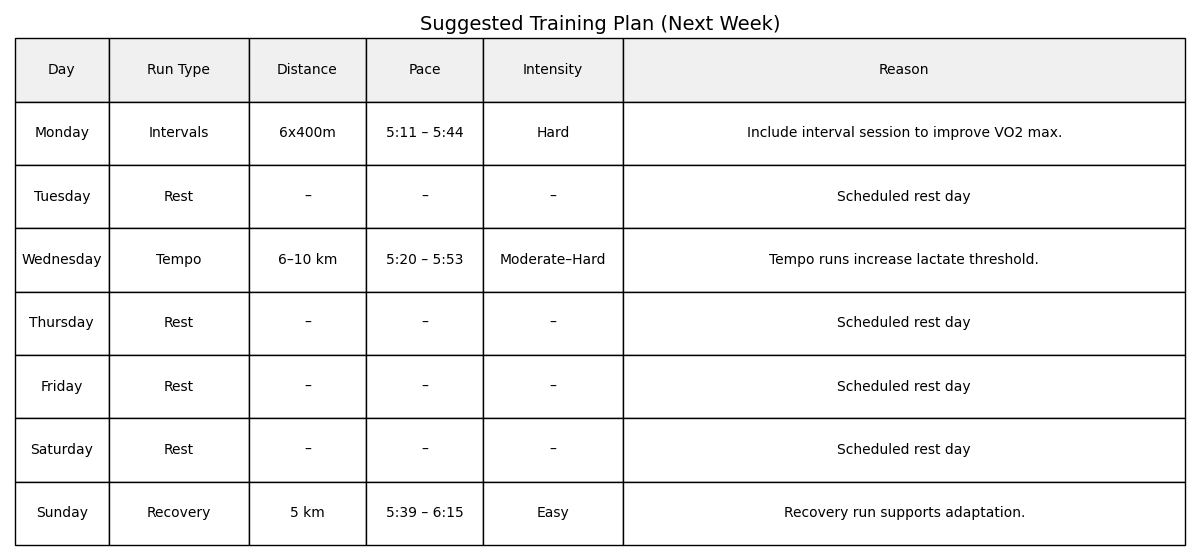 Suggested Training Plan (Next Week)
Day Run Type Distance Pace Intensity Reason
Monday Intervals 6x400m 5:11 – 5:44 Hard Include interval session to improve VO2 max.
Tuesday Rest – – – Scheduled rest day
Wednesday Tempo 6–10 km 5:20 – 5:53 Moderate–Hard Tempo runs increase lactate threshold.
Thursday Rest – – – Scheduled rest day
Friday Rest – – – Scheduled rest day
Saturday Rest – – – Scheduled rest day
Sunday Recovery 5 km 5:39 – 6:15 Easy Recovery run supports adaptation.